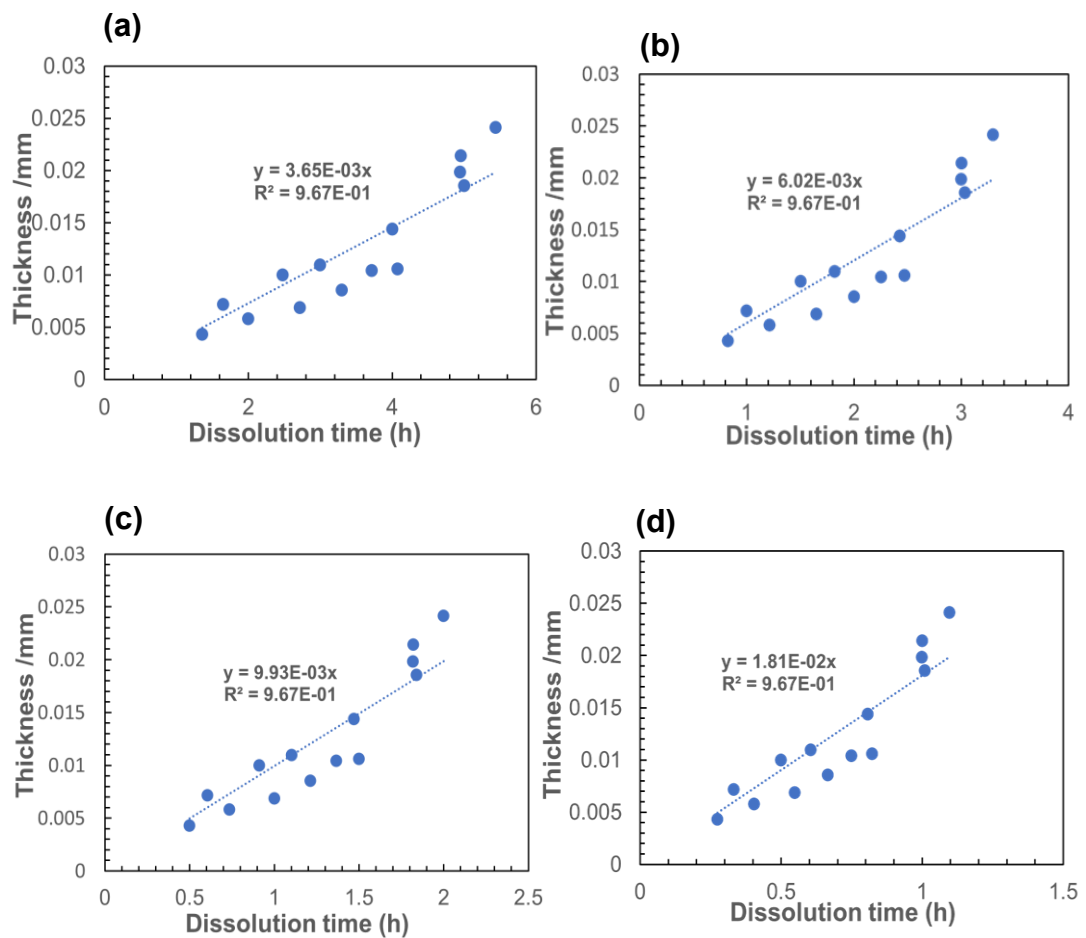 (a)
0.03
0.025
0.02
0.015
0.01
0.005
0
Thickness /mm
y = 3.65E-03x
R² = 9.67E-01
0
2
4
6
Dissolution time (h)
(b)
0.03
0.025
0.02
0.015
0.01
0.005
0
Thickness /mm
y = 6.02E-03x
R² = 9.67E-01
0
1
2
3
4
Dissolution time (h)
(c)
0.03
0.025
0.02
0.015
0.01
0.005
0
Thickness /mm
y = 9.93E-03x
R² = 9.67E-01
0
0.5
1
1.5
2
2.5
Dissolution time (h)
(d)
0.03
0.025
0.02
0.015
0.01
0.005
0
Thickness /mm
y = 1.81E-02x
R² = 9.67E-01
0
0.5
1
1.5
Dissolution time (h)